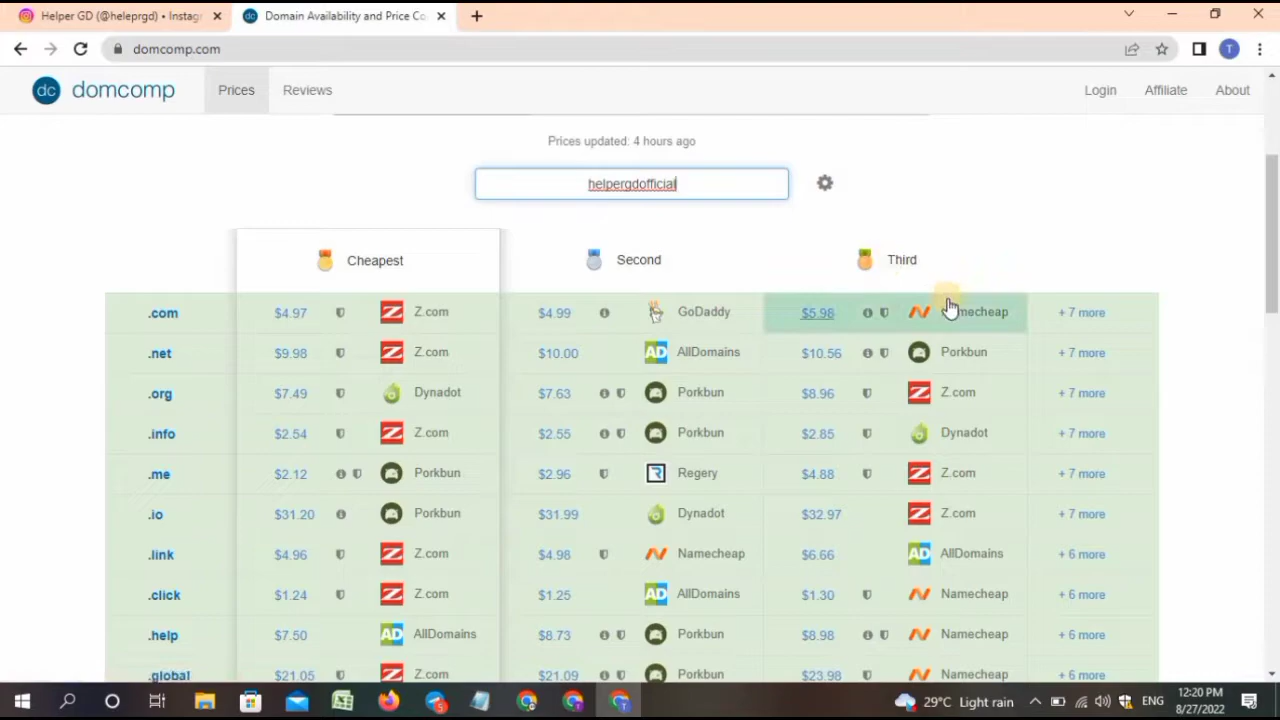 Helper GD (@heleprgd) • Instag
Domain Availability and Price Co
domcomp.com
T
dc domcomp
Prices
Reviews
Login
Affiliate
About
Prices updated: 4 hours ago
helpergdofficial
Cheapest
Second
Third
.com $4.97 Z.com $4.99 GoDaddy $5.98 mecheap + 7 more
.net $9.98 Z.com $10.00 AD AllDomains $10.56 Porkbun + 7 more
.org $7.49 Dynadot $7.63 Porkbun $8.96 Z.com + 7 more
.info $2.54 Z.com $2.55 Porkbun $2.85 Dynadot + 7 more
.me $2.12 Porkbun $2.96 Regery $4.88 Z.com + 7 more
.io $31.20 Porkbun $31.99 Dynadot $32.97 Z.com + 7 more
.link $4.96 Z.com $4.98 Namecheap $6.66 AD AllDomains + 6 more
.click $1.24 Z.com $1.25 AD AllDomains $1.30 Namecheap + 6 more
.help $7.50 AD AllDomains $8.73 Porkbun $8.98 Namecheap + 6 more
.global $21.05 Z.com $21.09 Porkbun $23.98 Namecheap + 6 more
29°C Light rain
ENG
12:20 PM
8/27/2022